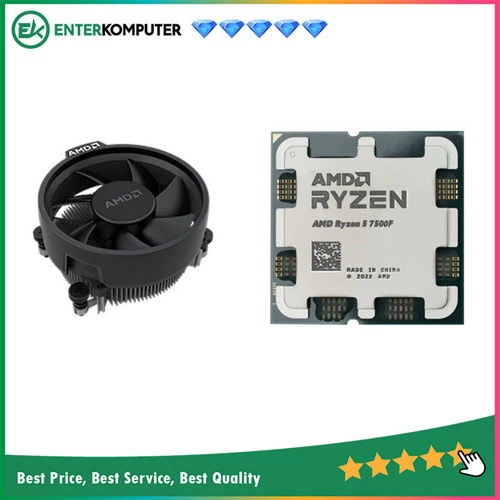 EK ENTERKOMPUTER
AMD
AMD
AMD
RYZEN
AMD Ryzen 5 7500F
MADE IN CHINA
© 2022 AMD
Best Price, Best Service, Best Quality